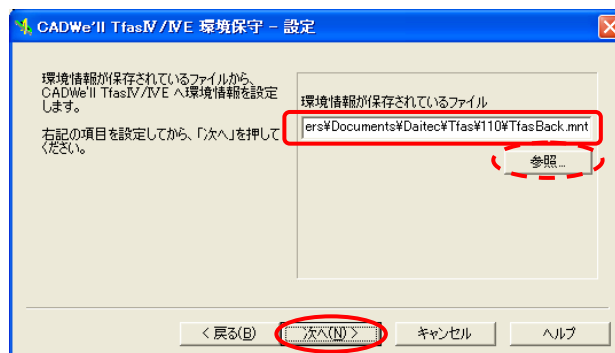 CADWe'll TfasⅣ/ⅣE 環境保守 - 設定
環境情報が保存されているファイルから、
CADWe'll TfasⅣ/ⅣE へ環境情報を設定
します。
右記の項目を設定してから、「次へ」を押して
ください。
環境情報が保存されているファイル
ers¥Documents¥Daitec¥Tfas¥110¥TfasBack.mnt
参照...
< 戻る(B)
次へ(N) >
キャンセル
ヘルプ